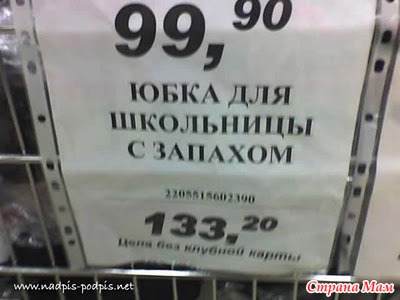 99,90
ЮБКА ДЛЯ
ШКОЛЬНИЦЫ
С ЗАПАХОМ
2205515602390
133,20
Цена без клубной карты
www.nadpis-podpis.net
Страна Мам